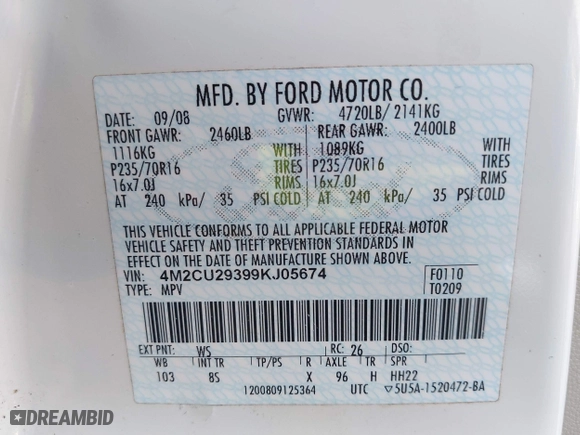 MFD. BY FORD MOTOR CO.
DATE: 09/08 GVWR: 4720LB/ 2141KG
FRONT GAWR: 2460LB REAR GAWR: 2400LB
1116KG 1089KG
P235/70R16 TIRES P235/70R16 TIRES
16x7.0J RIMS 16x7.0J RIMS
AT 240 kPa/ 35 PSI COLD AT 240 kPa/ 35 PSI COLD
THIS VEHICLE CONFORMS TO ALL APPLICABLE FEDERAL MOTOR
VEHICLE SAFETY AND THEFT PREVENTION STANDARDS IN
EFFECT ON THE DATE OF MANUFACTURE SHOWN ABOVE.
VIN: 4M2CU29399KJ05674 F0110
TYPE: MPV T0209
EXT PNT: WS RC: 26 DSO:
WB INT TR TP/PS R AXLE TR SPR
103 8S X 96 H HH22
1200809125364 UTC ▽5U5A-1520472-BA
DREAMBID